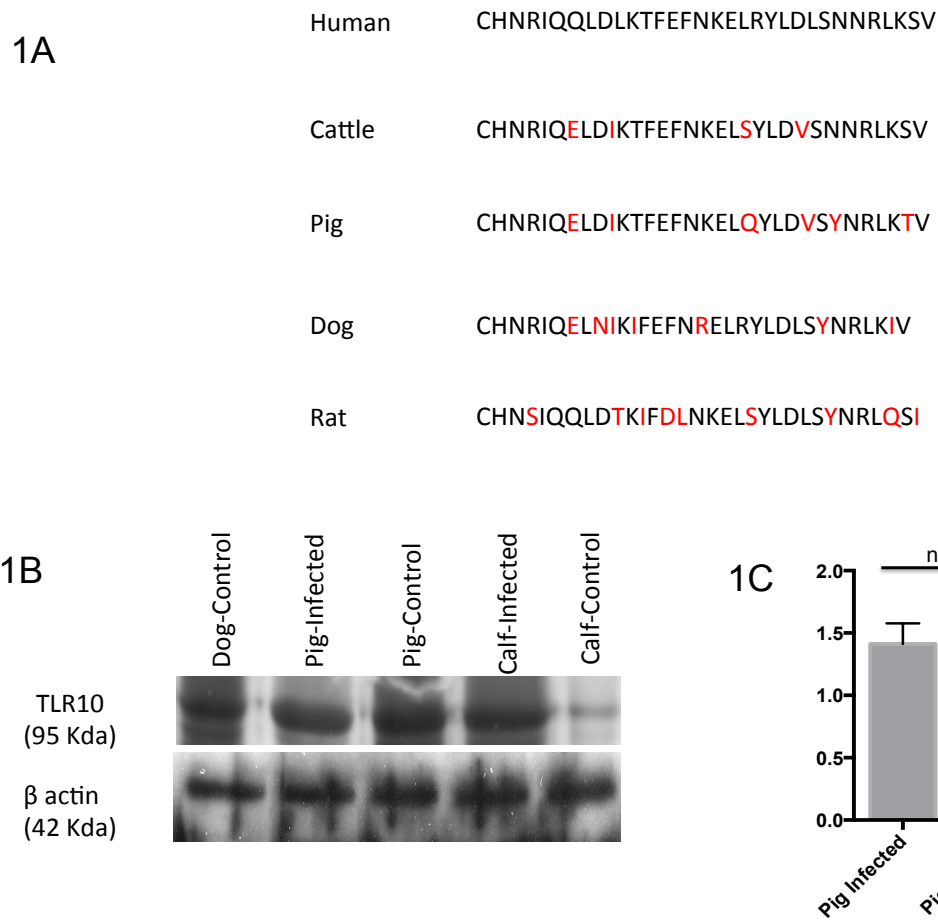 1A
Human CHNRIQQLDLKTFEFNKELRYLDLSNNRLKSV
Cattle CHNRIQELDIKTFEFNKELSYLDVSNNRLKSV
Pig CHNRIQELDIKTFEFNKELQYLDVSYNRLKTV
Dog CHNRIQELNIKIFEFNRELRYLDLSYNRLKIV
Rat CHNSIQQLDTKIFDLNKELSYLDLSYNRLQSI
1B
Dog-Control
Pig-Infected
Pig-Control
Calf-Infected
Calf-Control
TLR10
(95 Kda)
β actin
(42 Kda)
1C
n
2.0
1.5
1.0
0.5
0.0
Pig Infected